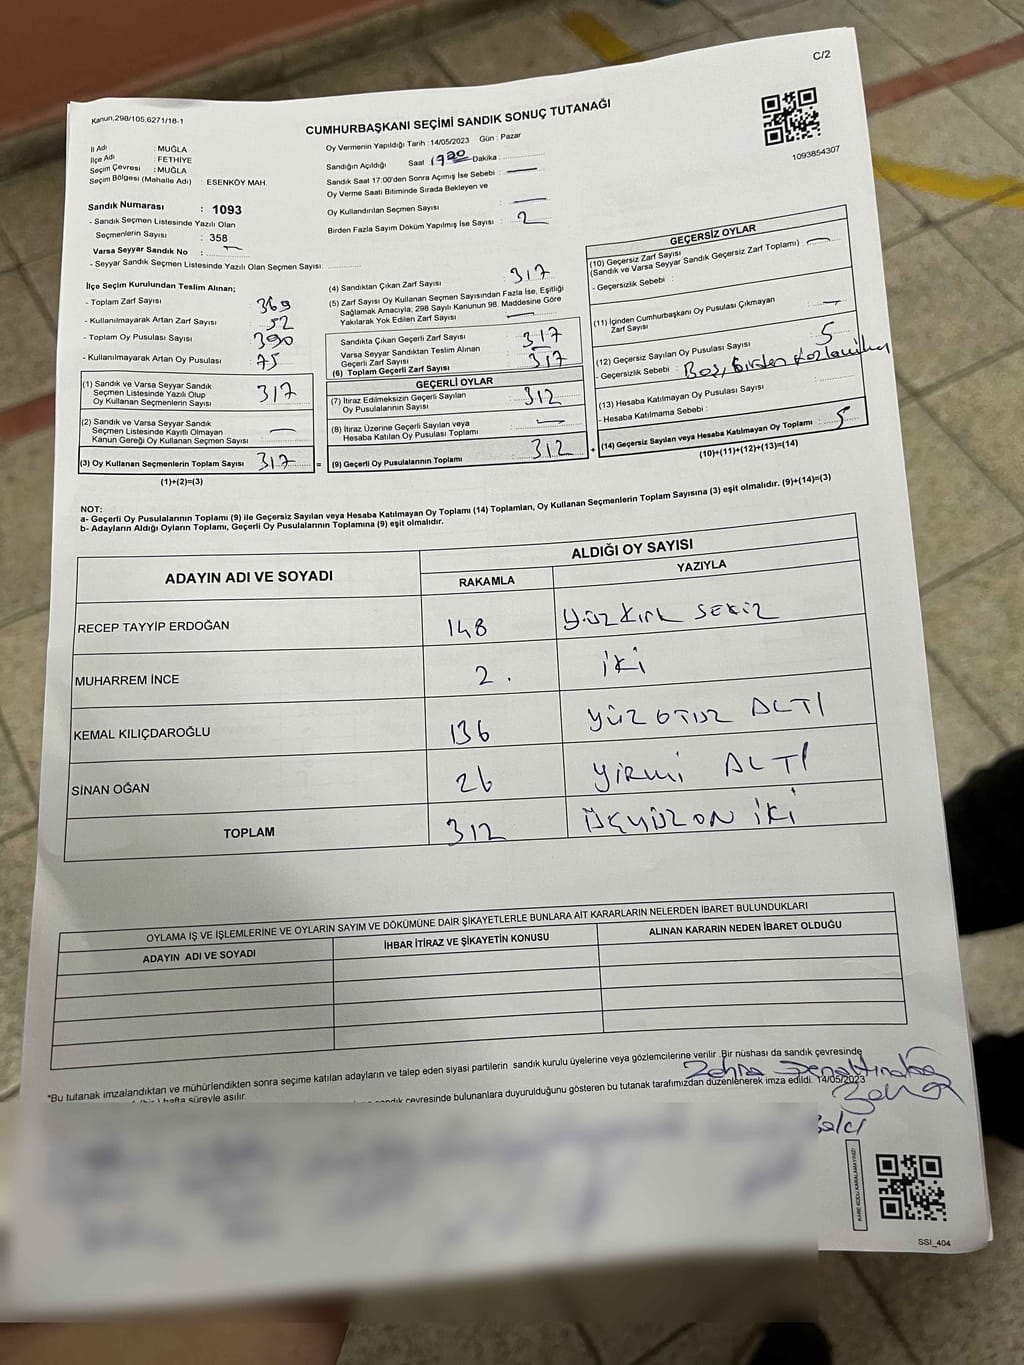 C/2
Kanun,298/105,6271/18-1
CUMHURBAŞKANI SEÇİMİ SANDIK SONUÇ TUTANAĞI
1093854307
İl Adı : MUĞLA
İlçe Adı : FETHİYE
Seçim Çevresi : MUĞLA
Seçim Bölgesi (Mahalle Adı) : ESENKÖY MAH.
Sandık Numarası : 1093
- Sandık Seçmen Listesinde Yazılı Olan
Seçmenlerin Sayısı : 358
Varsa Seyyar Sandık No : —
- Seyyar Sandık Seçmen Listesinde Yazılı Olan Seçmen Sayısı:
Oy Vermenin Yapıldığı Tarih : 14/05/2023 Gün : Pazar
Sandığın Açıldığı Saat Dakika :
Sandık Saat 17:00'den Sonra Açımış İse Sebebi : —
Oy Verme Saati Bitiminde Sırada Bekleyen ve
Oy Kullandırılan Seçmen Sayısı : —
Birden Fazla Sayım Döküm Yapılmış İse Sayısı : 2
İlçe Seçim Kurulundan Teslim Alınan;
- Toplam Zarf Sayısı : 369
- Kullanılmayarak Artan Zarf Sayısı : 52
- Toplam Oy Pusulası Sayısı : 390
- Kullanılmayarak Artan Oy Pusulası : 75
(1) Sandık ve Varsa Seyyar Sandık
Seçmen Listesinde Yazılı Olup
Oy Kullanan Seçmenlerin Sayısı : 317
(2) Sandık ve Varsa Seyyar Sandık
Seçmen Listesinde Kayıtlı Olmayan
Kanun Gereği Oy Kullanan Seçmen Sayısı : —
(3) Oy Kullanan Seçmenlerin Toplam Sayısı : 317
(1)+(2)=(3)
(4) Sandıktan Çıkan Zarf Sayısı : 317
(5) Zarf Sayısı Oy Kullanan Seçmen Sayısından Fazla İse, Eşitliği
Sağlamak Amacıyla, 298 Sayılı Kanunun 98. Maddesine Göre
Yakılarak Yok Edilen Zarf Sayısı : —
Sandıkta Çıkan Geçerli Zarf Sayısı : 317
Varsa Seyyar Sandıktan Teslim Alınan
Geçerli Zarf Sayısı : —
(6) Toplam Geçerli Zarf Sayısı : 317
GEÇERLİ OYLAR
(7) İtiraz Edilmeksizin Geçerli Sayılan
Oy Pusulalarının Sayısı : 312
(8) İtiraz Üzerine Geçerli Sayılan veya
Hesaba Katılan Oy Pusulası Toplamı : —
= (9) Geçerli Oy Pusulalarının Toplamı : 312
GEÇERSİZ OYLAR
(10) Geçersiz Zarf Sayısı
(Sandık ve Varsa Seyyar Sandık Geçersiz Zarf Toplamı) : —
- Geçersizlik Sebebi :
(11) İçinden Cumhurbaşkanı Oy Pusulası Çıkmayan
Zarf Sayısı : —
(12) Geçersiz Sayılan Oy Pusulası Sayısı : 5
- Geçersizlik Sebebi : Boş, birden
(13) Hesaba Katılmayan Oy Pusulası Sayısı :
- Hesaba Katılmama Sebebi :
+ (14) Geçersiz Sayılan veya Hesaba Katılmayan Oy Toplamı : 5
(10)+(11)+(12)+(13)=(14)
NOT:
a- Geçerli Oy Pusulalarının Toplamı (9) ile Geçersiz Sayılan veya Hesaba Katılmayan Oy Toplamı (14) Toplamları, Oy Kullanan Seçmenlerin Toplam Sayısına (3) eşit olmalıdır. (9)+(14)=(3)
b- Adayların Aldığı Oyların Toplamı, Geçerli Oy Pusulalarının Toplamına (9) eşit olmalıdır.
ADAYIN ADI VE SOYADI ALDIĞI OY SAYISI
RAKAMLA YAZIYLA
RECEP TAYYİP ERDOĞAN 148 yüzkırk SEKİZ
MUHARREM İNCE 2. İKİ
KEMAL KILIÇDAROĞLU 136 YÜZ OTUZ ALTI
SİNAN OĞAN 26 YİRMİ ALTI
TOPLAM 312 ÜÇYÜZ ON İKİ
OYLAMA İŞ VE İŞLEMLERİNE VE OYLARIN SAYIM VE DÖKÜMÜNE DAİR ŞİKAYETLERLE BUNLARA AİT KARARLARIN NELERDEN İBARET BULUNDUKLARI
ADAYIN ADI VE SOYADI İHBAR İTİRAZ VE ŞİKAYETİN KONUSU ALINAN KARARIN NEDEN İBARET OLDUĞU
*Bu tutanak imzalandıktan ve mühürlendikten sonra seçime katılan adayların ve talep eden siyasi partilerin sandık kurulu üyelerine veya gözlemcilerine verilir .Bir nüshası da sandık çevresinde
hafta süreyle asılır.
sandık çevresinde bulunanlara duyurulduğunu gösteren bu tutanak tarafımızdan düzenlenerek imza edildi. 14/05/2023
Zehra
KARE KODU KARALAMAYINIZ!
SSI_404